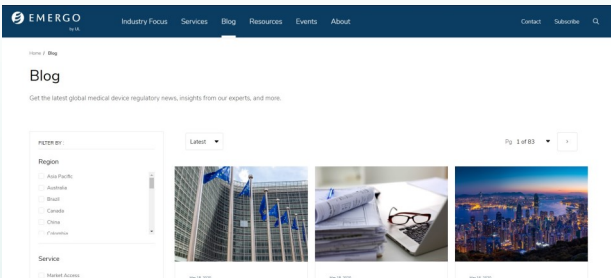 EMERGO
by UL
Industry Focus Services Blog Resources Events About
Contact Subscribe
Home / Blog
Blog
Get the latest global medical device regulatory news, insights from our experts, and more.
FILTER BY:
Latest
Pg 1 of 83
Region
Asia Pacific
Australia
Brazil
Canada
China
Colombia
Service
Market Access